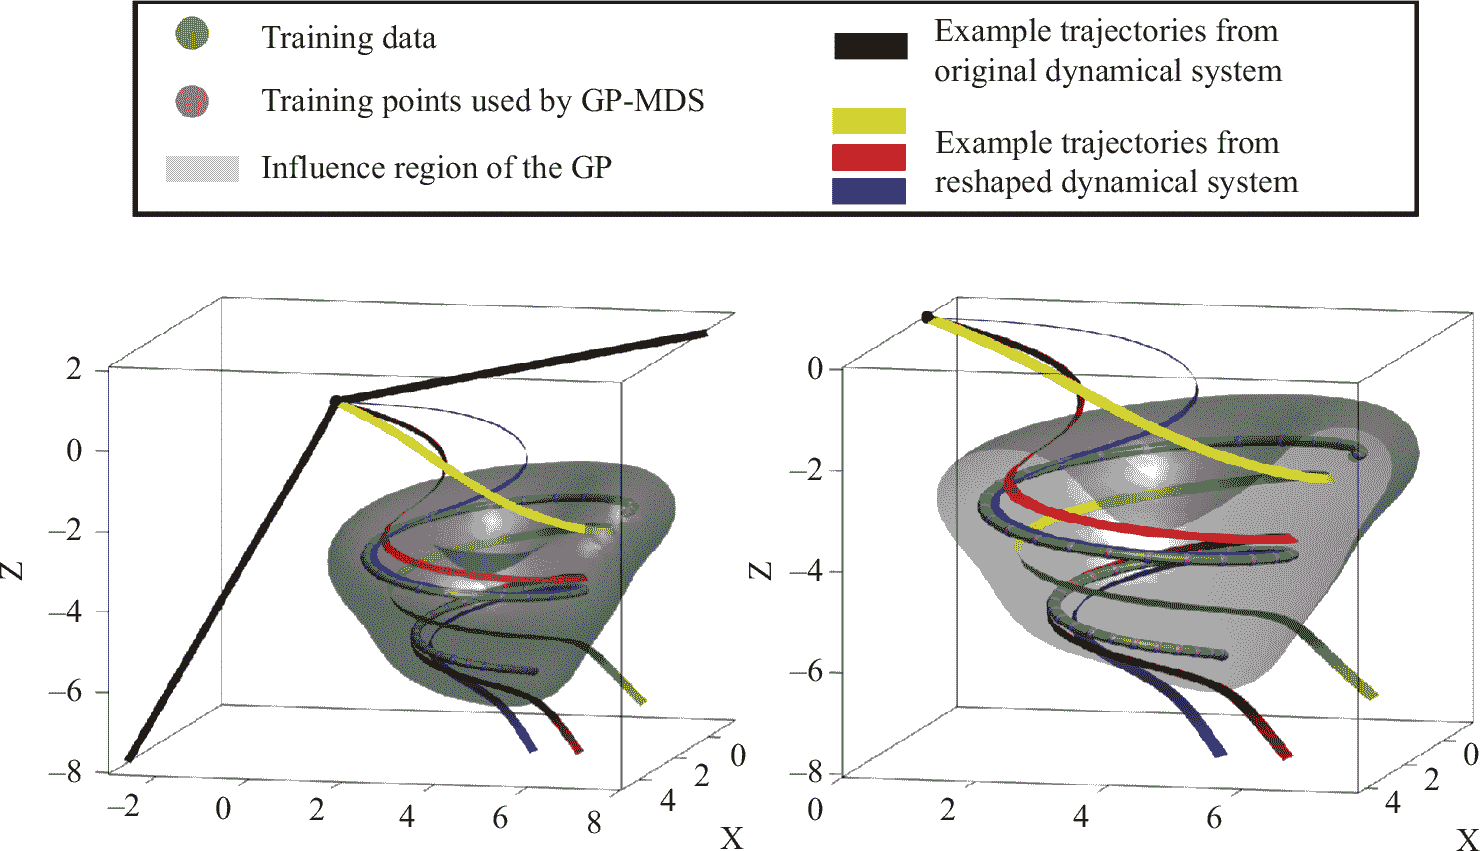 Training data
Training points used by GP-MDS
Influence region of the GP
Example trajectories from
original dynamical system
Example trajectories from
reshaped dynamical system
2
0
–2
–4
–6
–8
Z
–2
0
2
4
6
8
4
2
0
X
0
–2
–4
–6
–8
Z
0
2
4
6
4
2
0
X